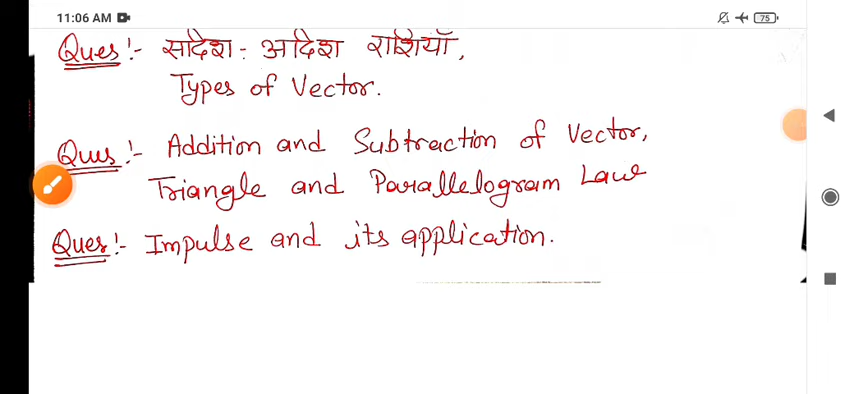 11:06 AM
75
Ques!- सदिश - अदिश राशियाँ,
Types of Vector.
Ques!- Addition and Subtraction of Vector,
Triangle and Parallelogram Law
Ques!- Impulse and its application.